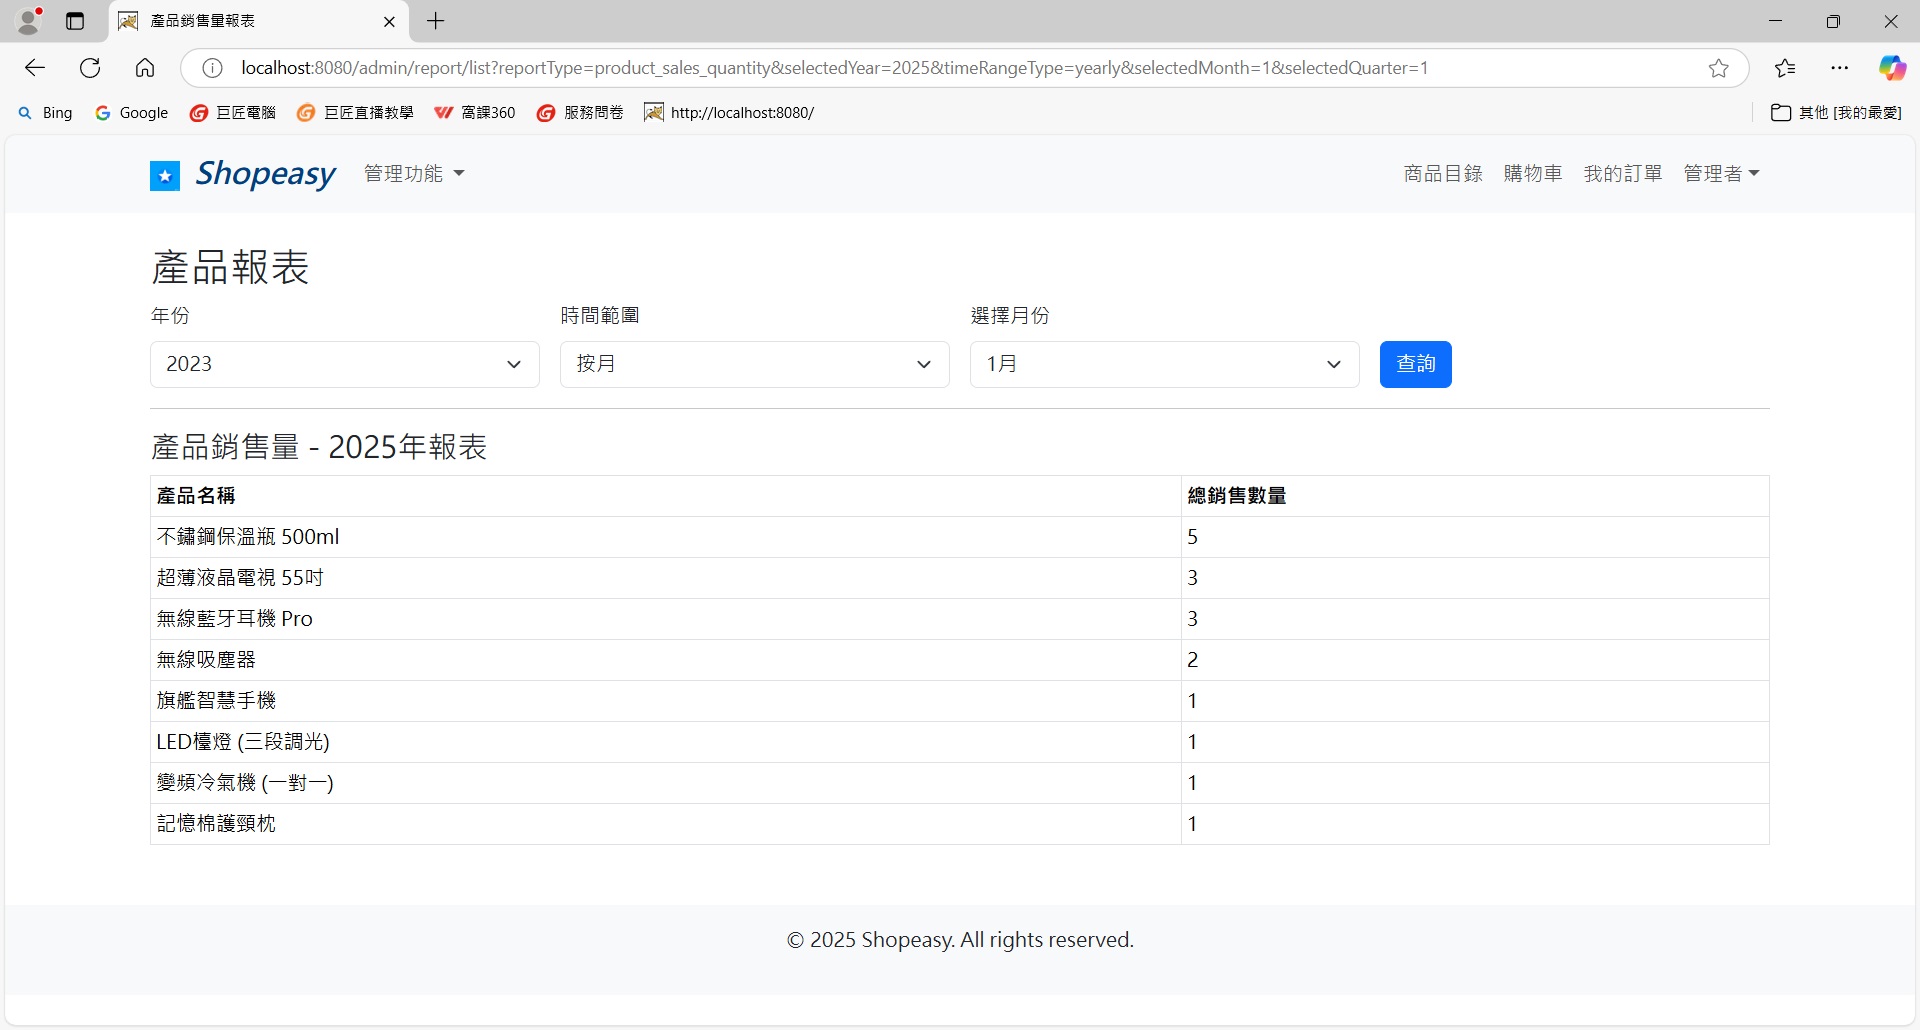 產品銷售量報表
localhost:8080/admin/report/list?reportType=product_sales_quantity&selectedYear=2025&timeRangeType=yearly&selectedMonth=1&selectedQuarter=1
Bing Google 巨匠電腦 巨匠直播教學 窩課360 服務問卷 http://localhost:8080/ 其他 [我的最愛]
Shopeasy 管理功能 商品目錄 購物車 我的訂單 管理者
產品報表
年份 時間範圍 選擇月份
2023 按月 1月 查詢
產品銷售量 - 2025年報表
產品名稱 總銷售數量
不鏽鋼保溫瓶 500ml 5
超薄液晶電視 55吋 3
無線藍牙耳機 Pro 3
無線吸塵器 2
旗艦智慧手機 1
LED檯燈 (三段調光) 1
變頻冷氣機 (一對一) 1
記憶棉護頸枕 1
© 2025 Shopeasy. All rights reserved.